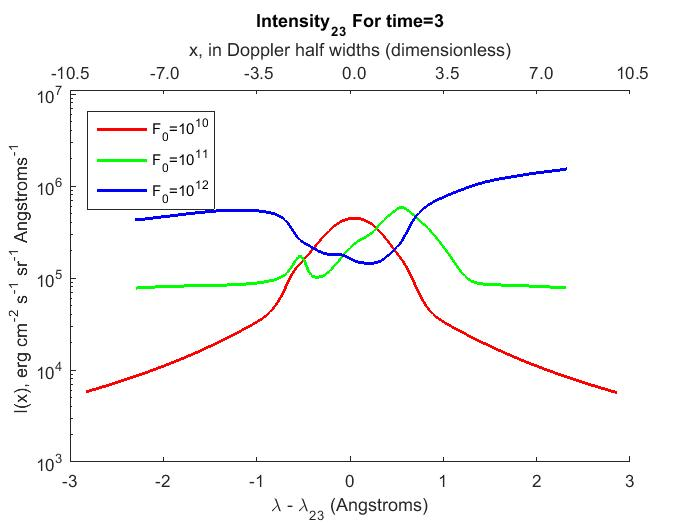 Intensity₂₃ For time=3
x, in Doppler half widths (dimensionless)
-10.5 -7.0 -3.5 0.0 3.5 7.0 10.5
10⁷
F₀=10¹⁰
F₀=10¹¹
F₀=10¹²
10⁶
10⁵
10⁴
10³
I(x), erg cm⁻² s⁻¹ sr⁻¹ Angstroms⁻¹
-3 -2 -1 0 1 2 3
λ - λ₂₃ (Angstroms)